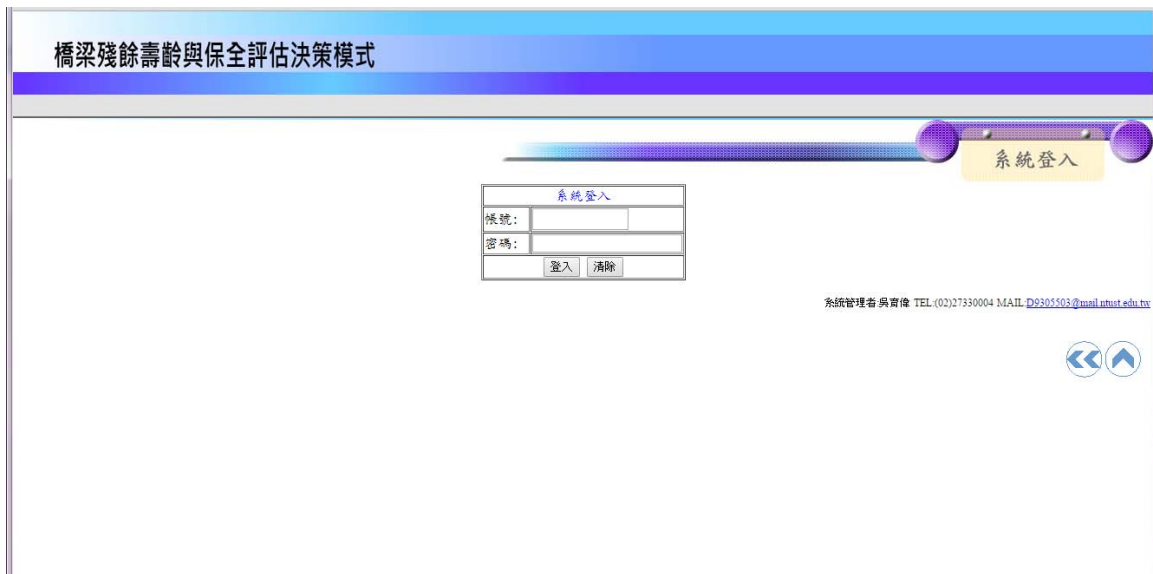 橋梁殘餘壽齡與保全評估決策模式
系統登入
系統登入
帳號:
密碼:
登入 清除
系統管理者:吳育偉 TEL:(02)27330004 MAIL:D9305503@mail.ntust.edu.tw